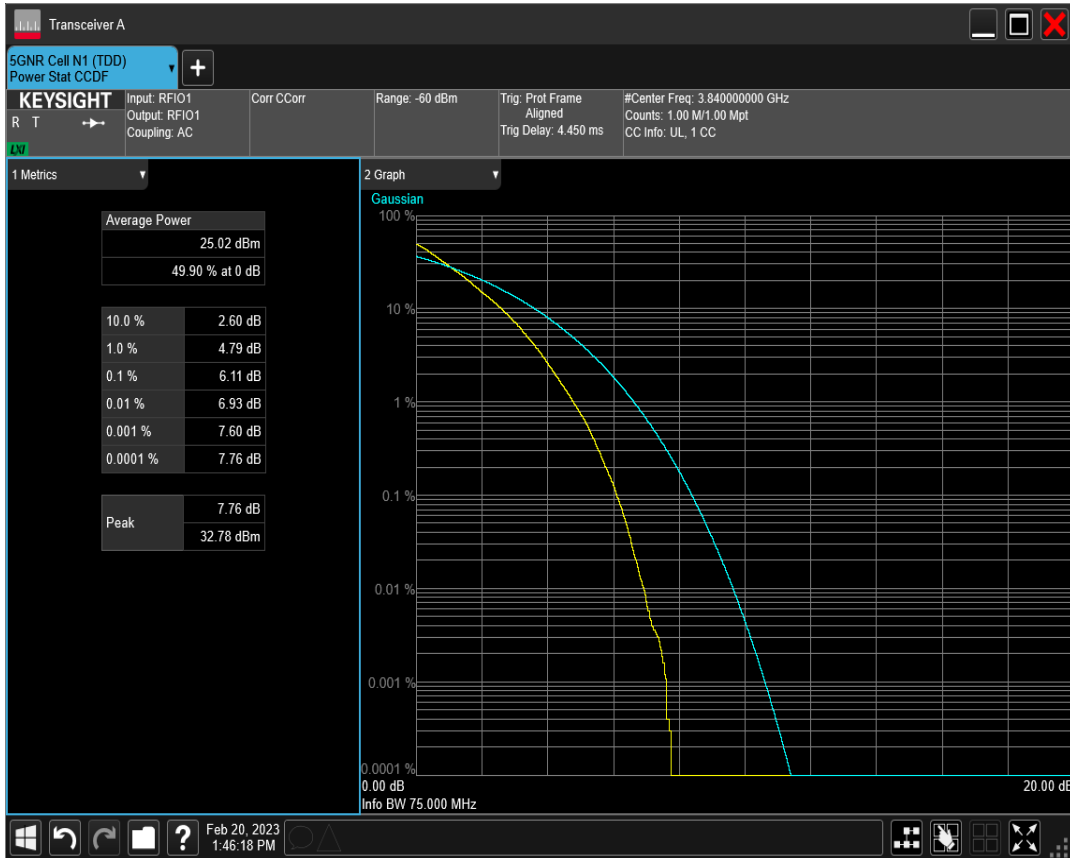 Transceiver A
5GNR Cell N1 (TDD)
Power Stat CCDF
+
KEYSIGHT
R T
LXI
Input: RFIO1
Output: RFIO1
Coupling: AC
Corr CCorr
Range: -60 dBm
Trig: Prot Frame
Aligned
Trig Delay: 4.450 ms
#Center Freq: 3.840000000 GHz
Counts: 1.00 M/1.00 Mpt
CC Info: UL, 1 CC
1 Metrics
Average Power
25.02 dBm
49.90 % at 0 dB
10.0 % 2.60 dB
1.0 % 4.79 dB
0.1 % 6.11 dB
0.01 % 6.93 dB
0.001 % 7.60 dB
0.0001 % 7.76 dB
Peak
7.76 dB
32.78 dBm
2 Graph
Gaussian
100 %
10 %
1 %
0.1 %
0.01 %
0.001 %
0.0001 %
0.00 dB 20.00 dB
Info BW 75.000 MHz
?
Feb 20, 2023
1:46:18 PM